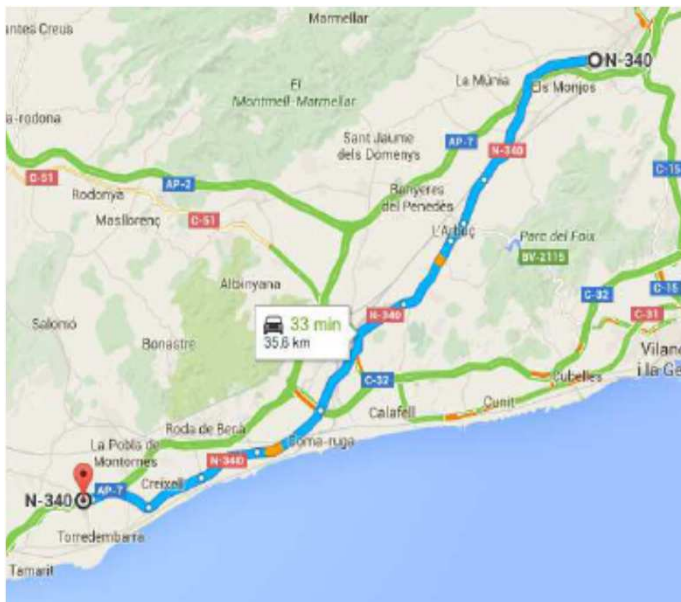 Marmellar
antes Creus
N-340
La Múnia
Els Monjos
El
Montmell-Marmellar
a-rodona
Sant Jaume
dels Domenys
AP-7
N-340
C-51
AP-2
C-15
Rodonyà
Banyeres
del Penedès
Masllorenç
C-51
L'Arboç
Parc del Foix
BV-2115
Albinyana
C-32
C-15
33 min
35,6 km
N-340
C-31
Salomó
Bonastre
Vilan
i la Ge
C-32
Cubelles
Cunit
Calafell
Roda de Berà
Coma-ruga
La Pobla de
Montornès
N-340
AP-7
Creixell
N-340
Torredembarra
Tamarit